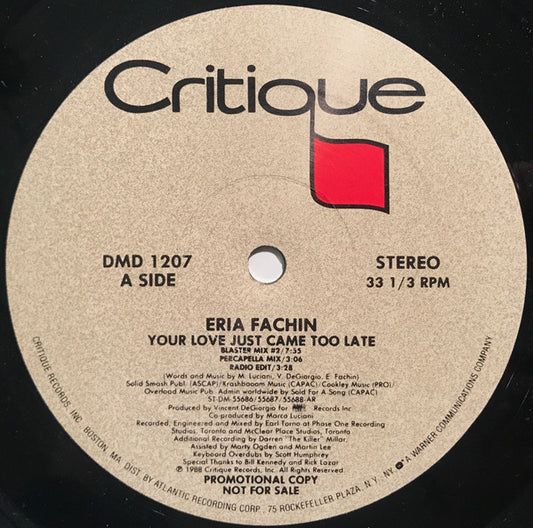 Critique
DMD 1207
A SIDE
STEREO
33 1/3 RPM
ERIA FACHIN
YOUR LOVE JUST CAME TOO LATE
BLASTER MIX #2/7:35
PERCAPELLA MIX/3:06
RADIO EDIT/3:28
(Words and Music by M. Luciani, V. DeGiorgio, E. Fachin)
Solid Smash Publ. (ASCAP)/Krashbooam Music (CAPAC)/Cookley Music (PRO)/
Overload Music Pub. Admin worldwide by Sold For A Song (CAPAC)
ST-DM-55686/55687/55688-AR
Produced by Vincent DeGiorgio for Records Inc
Co-produced by Marco Luciani
Recorded, Engineered and Mixed by Earl Torno at Phase One Recording
Studios, Toronto and McClear Place Studios, Toronto
Additional Recording by Darren "The Killer" Millar.
Assisted by Marty Ogden and Martin Lee
Keyboard Overdubs by Scott Humphrey
Special Thanks to Bill Kennedy and Rick Lazar
℗ 1988 Critique Records, Inc. All Rights Reserved.
PROMOTIONAL COPY
NOT FOR SALE
CRITIQUE RECORDS, INC. BOSTON, MA. DIST. BY ATLANTIC RECORDING CORP., 75 ROCKEFELLER PLAZA, N.Y., N.Y. A WARNER COMMUNICATIONS COMPANY